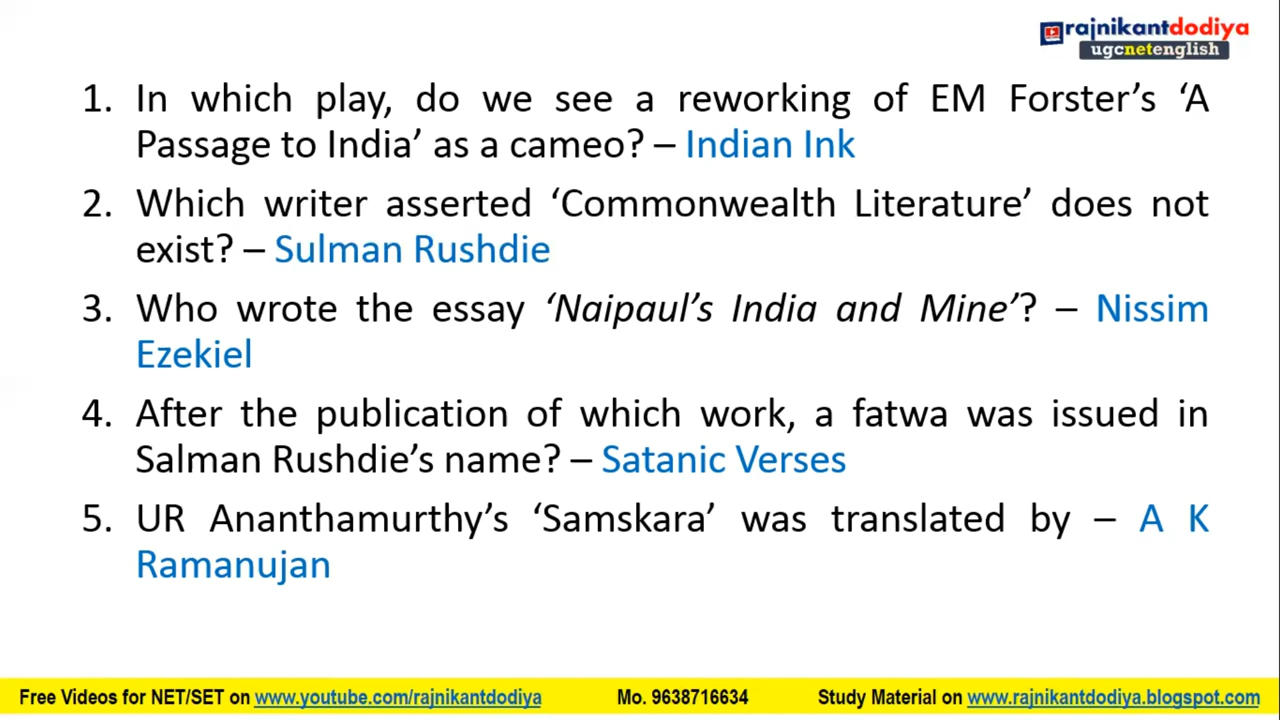 rajnikantdodiya
ugcnetenglish
1. In which play, do we see a reworking of EM Forster's 'A
Passage to India' as a cameo? – Indian Ink
2. Which writer asserted 'Commonwealth Literature' does not
exist? – Sulman Rushdie
3. Who wrote the essay 'Naipaul's India and Mine'? – Nissim
Ezekiel
4. After the publication of which work, a fatwa was issued in
Salman Rushdie's name? – Satanic Verses
5. UR Ananthamurthy's 'Samskara' was translated by – A K
Ramanujan
Free Videos for NET/SET on www.youtube.com/rajnikantdodiya Mo. 9638716634 Study Material on www.rajnikantdodiya.blogspot.com